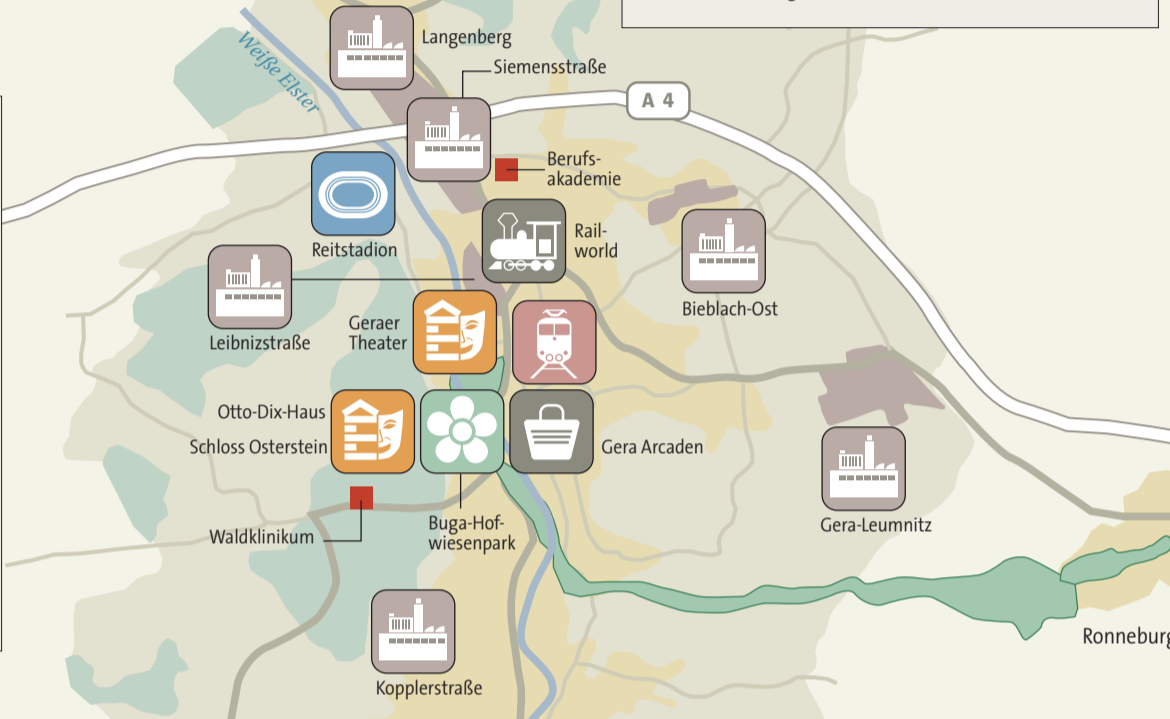 Langenberg
Siemensstraße
Weiße Elster
A 4
Berufs-
akademie
Rail-
world
Reitstadion
Bieblach-Ost
Geraer
Theater
Leibnizstraße
Otto-Dix-Haus
Schloss Osterstein
Gera Arcaden
Buga-Hof-
wiesenpark
Waldklinikum
Gera-Leumnitz
Ronneburg
Kopplerstraße